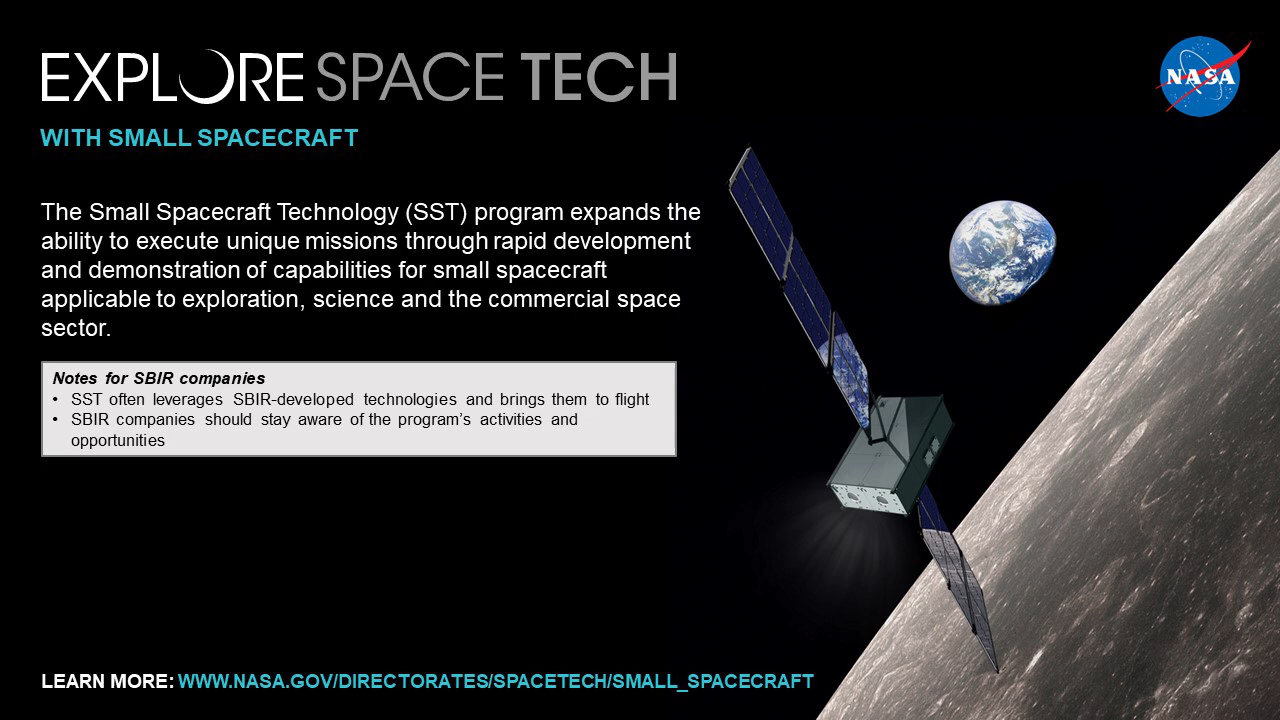 EXPLORE SPACE TECH
NASA
WITH SMALL SPACECRAFT
The Small Spacecraft Technology (SST) program expands the
ability to execute unique missions through rapid development
and demonstration of capabilities for small spacecraft
applicable to exploration, science and the commercial space
sector.
Notes for SBIR companies
• SST often leverages SBIR-developed technologies and brings them to flight
• SBIR companies should stay aware of the program's activities and
opportunities
LEARN MORE: WWW.NASA.GOV/DIRECTORATES/SPACETECH/SMALL_SPACECRAFT